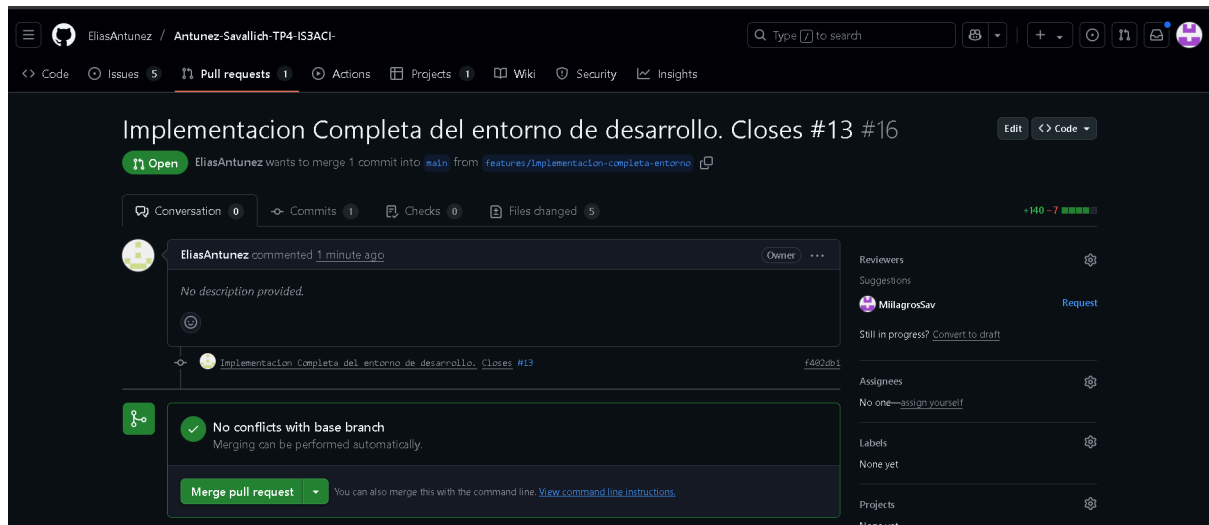 EliasAntunez / Antunez-Savallich-TP4-IS3ACI-
Type / to search
Code Issues 5 Pull requests 1 Actions Projects 1 Wiki Security Insights
Implementacion Completa del entorno de desarrollo. Closes #13 #16
Edit Code
Open EliasAntunez wants to merge 1 commit into main from features/implementacion-completa-entorno
Conversation 0 Commits 1 Checks 0 Files changed 5
+140 −7
EliasAntunez commented 1 minute ago
Owner
No description provided.
Implementacion Completa del entorno de desarrollo. Closes #13
f402db1
No conflicts with base branch
Merging can be performed automatically.
Merge pull request
You can also merge this with the command line. View command line instructions.
Reviewers
Suggestions
MiilagrosSav Request
Still in progress? Convert to draft
Assignees
No one—assign yourself
Labels
None yet
Projects
None yet